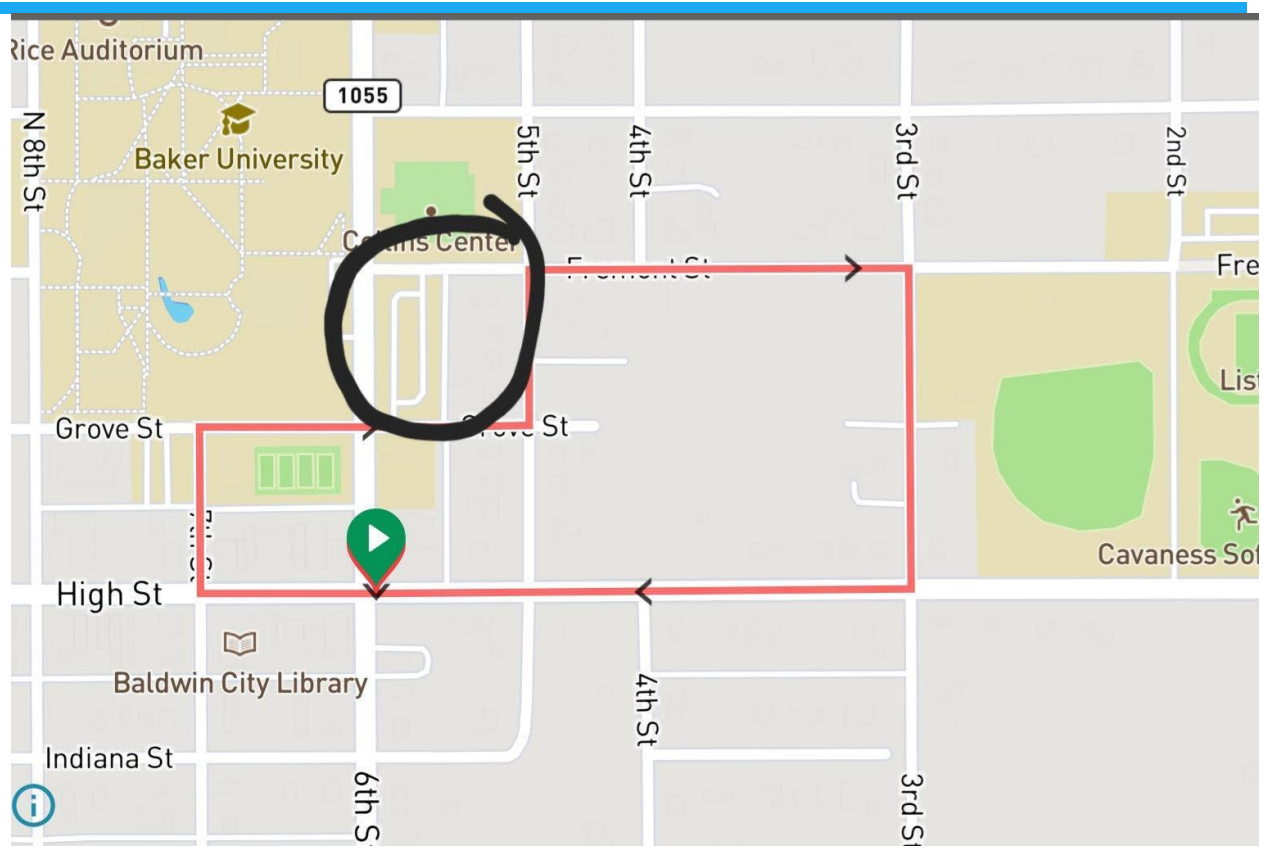 Rice Auditorium
1055
N 8th St
Baker University
5th St
4th St
3rd St
2nd St
Collins Center
Fremont St
Fre
Lis
Grove St
Grove St
7th St
High St
Cavaness Sof
Baldwin City Library
4th St
Indiana St
6th S
3rd St